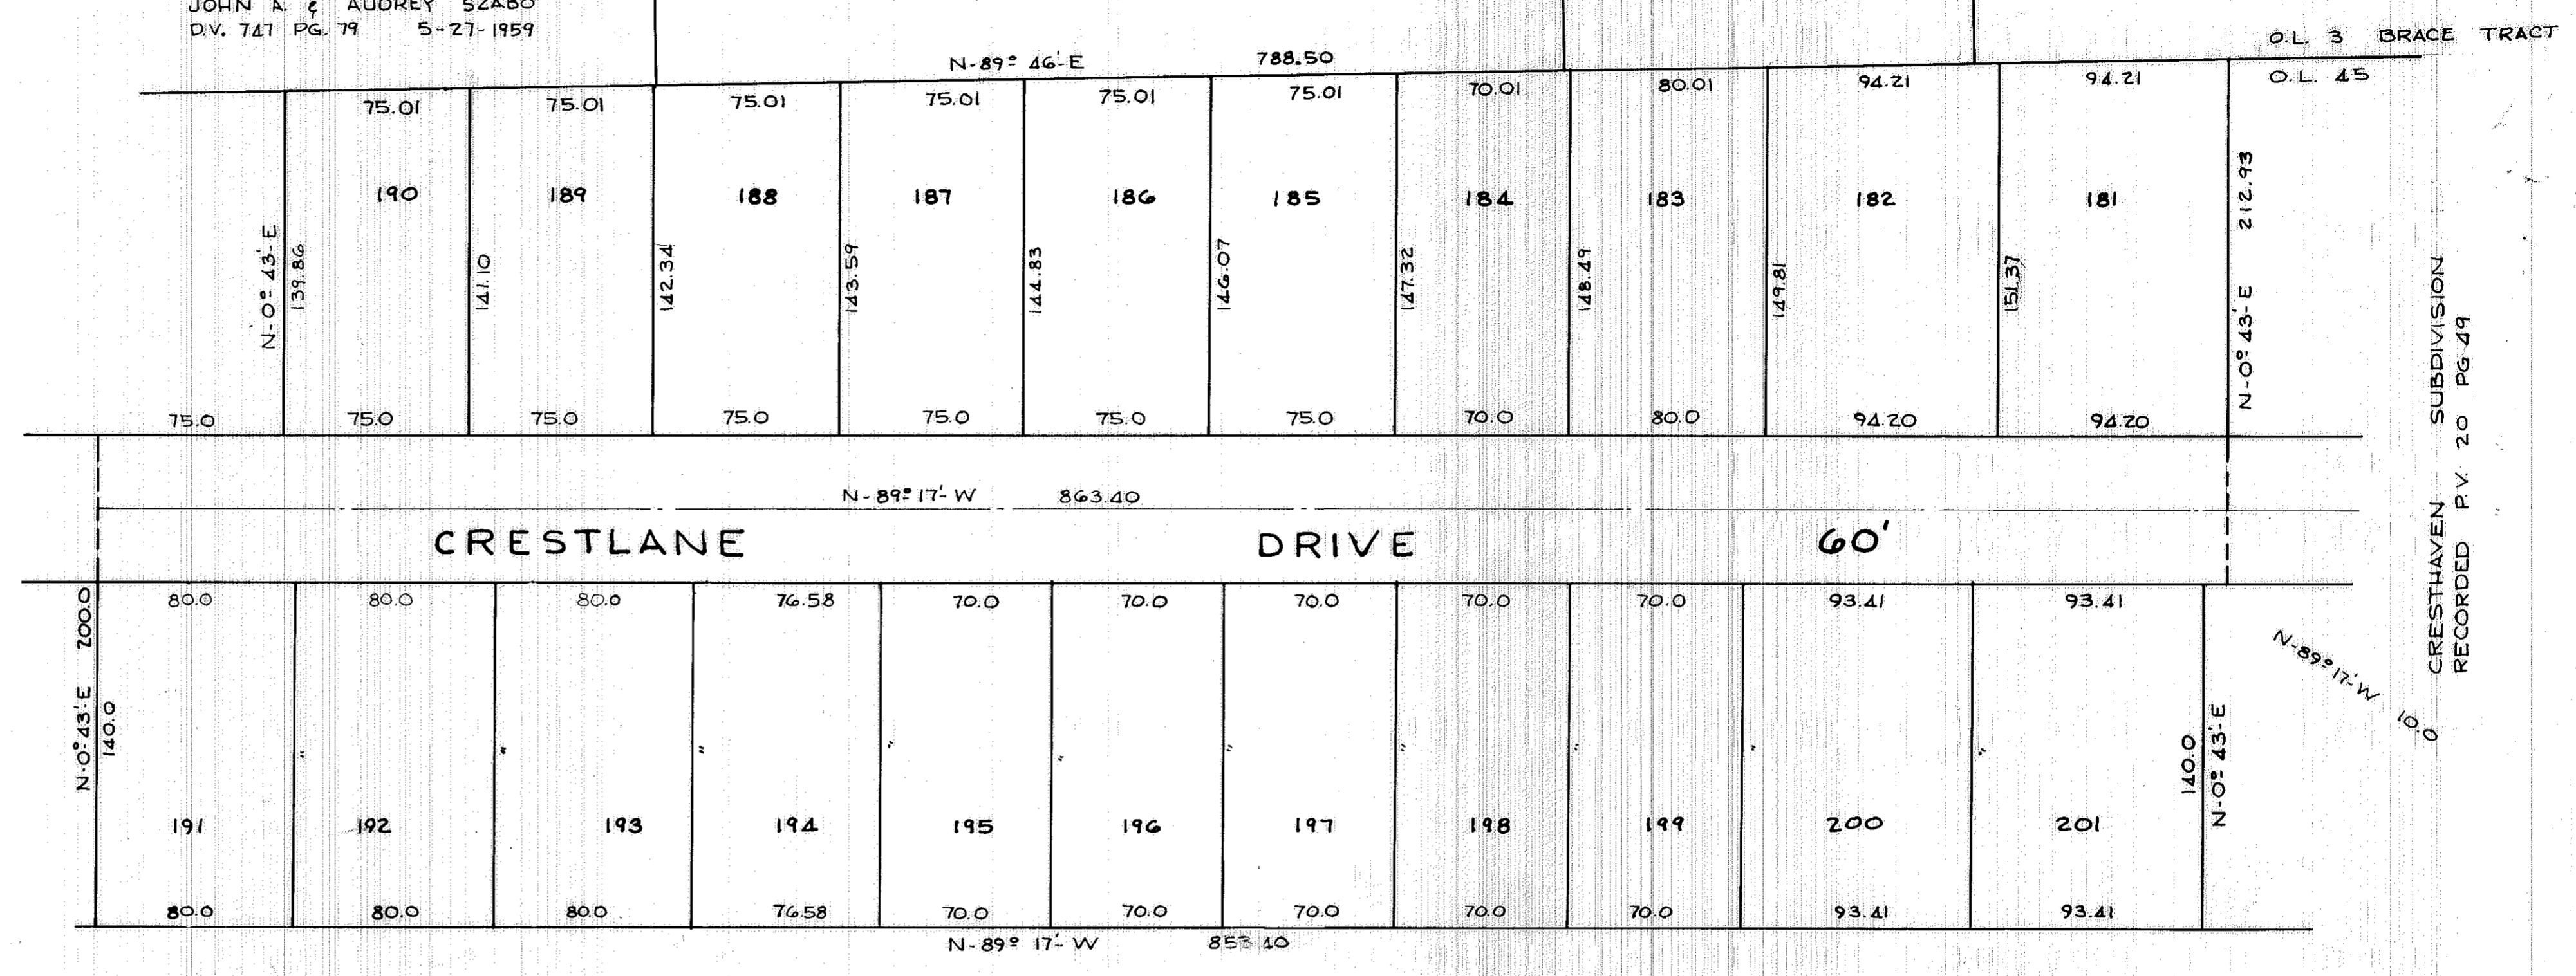 JOHN A. & AUDREY SZABO
D.V. 747 PG. 79 5-27-1959
O.L. 3 BRACE TRACT
N-89° 46'-E 788.50
O.L. 45
75.01 75.01 75.01 75.01 75.01 75.01 70.01 80.01 94.21 94.21
190 189 188 187 186 185 184 183 182 181
N-0° 43'-E
139.86 141.10 142.34 143.59 144.83 146.07 147.32 148.49 149.81 151.37
N-0° 43'-E 212.93
75.0 75.0 75.0 75.0 75.0 75.0 75.0 70.0 80.0 94.20 94.20
N-89° 17'-W 863.40
CRESTLANE DRIVE 60'
CRESTHAVEN SUBDIVISION
RECORDED P.V. 20 PG 49
80.0 80.0 80.0 76.58 70.0 70.0 70.0 70.0 70.0 93.41 93.41
N-0° 43'-E 200.0
140.0 " " " " " " " " " " 140.0
N-0° 43'-E
N-89° 17'-W 10.0
191 192 193 194 195 196 197 198 199 200 201
80.0 80.0 80.0 76.58 70.0 70.0 70.0 70.0 70.0 93.41 93.41
N-89° 17'-W 853.40